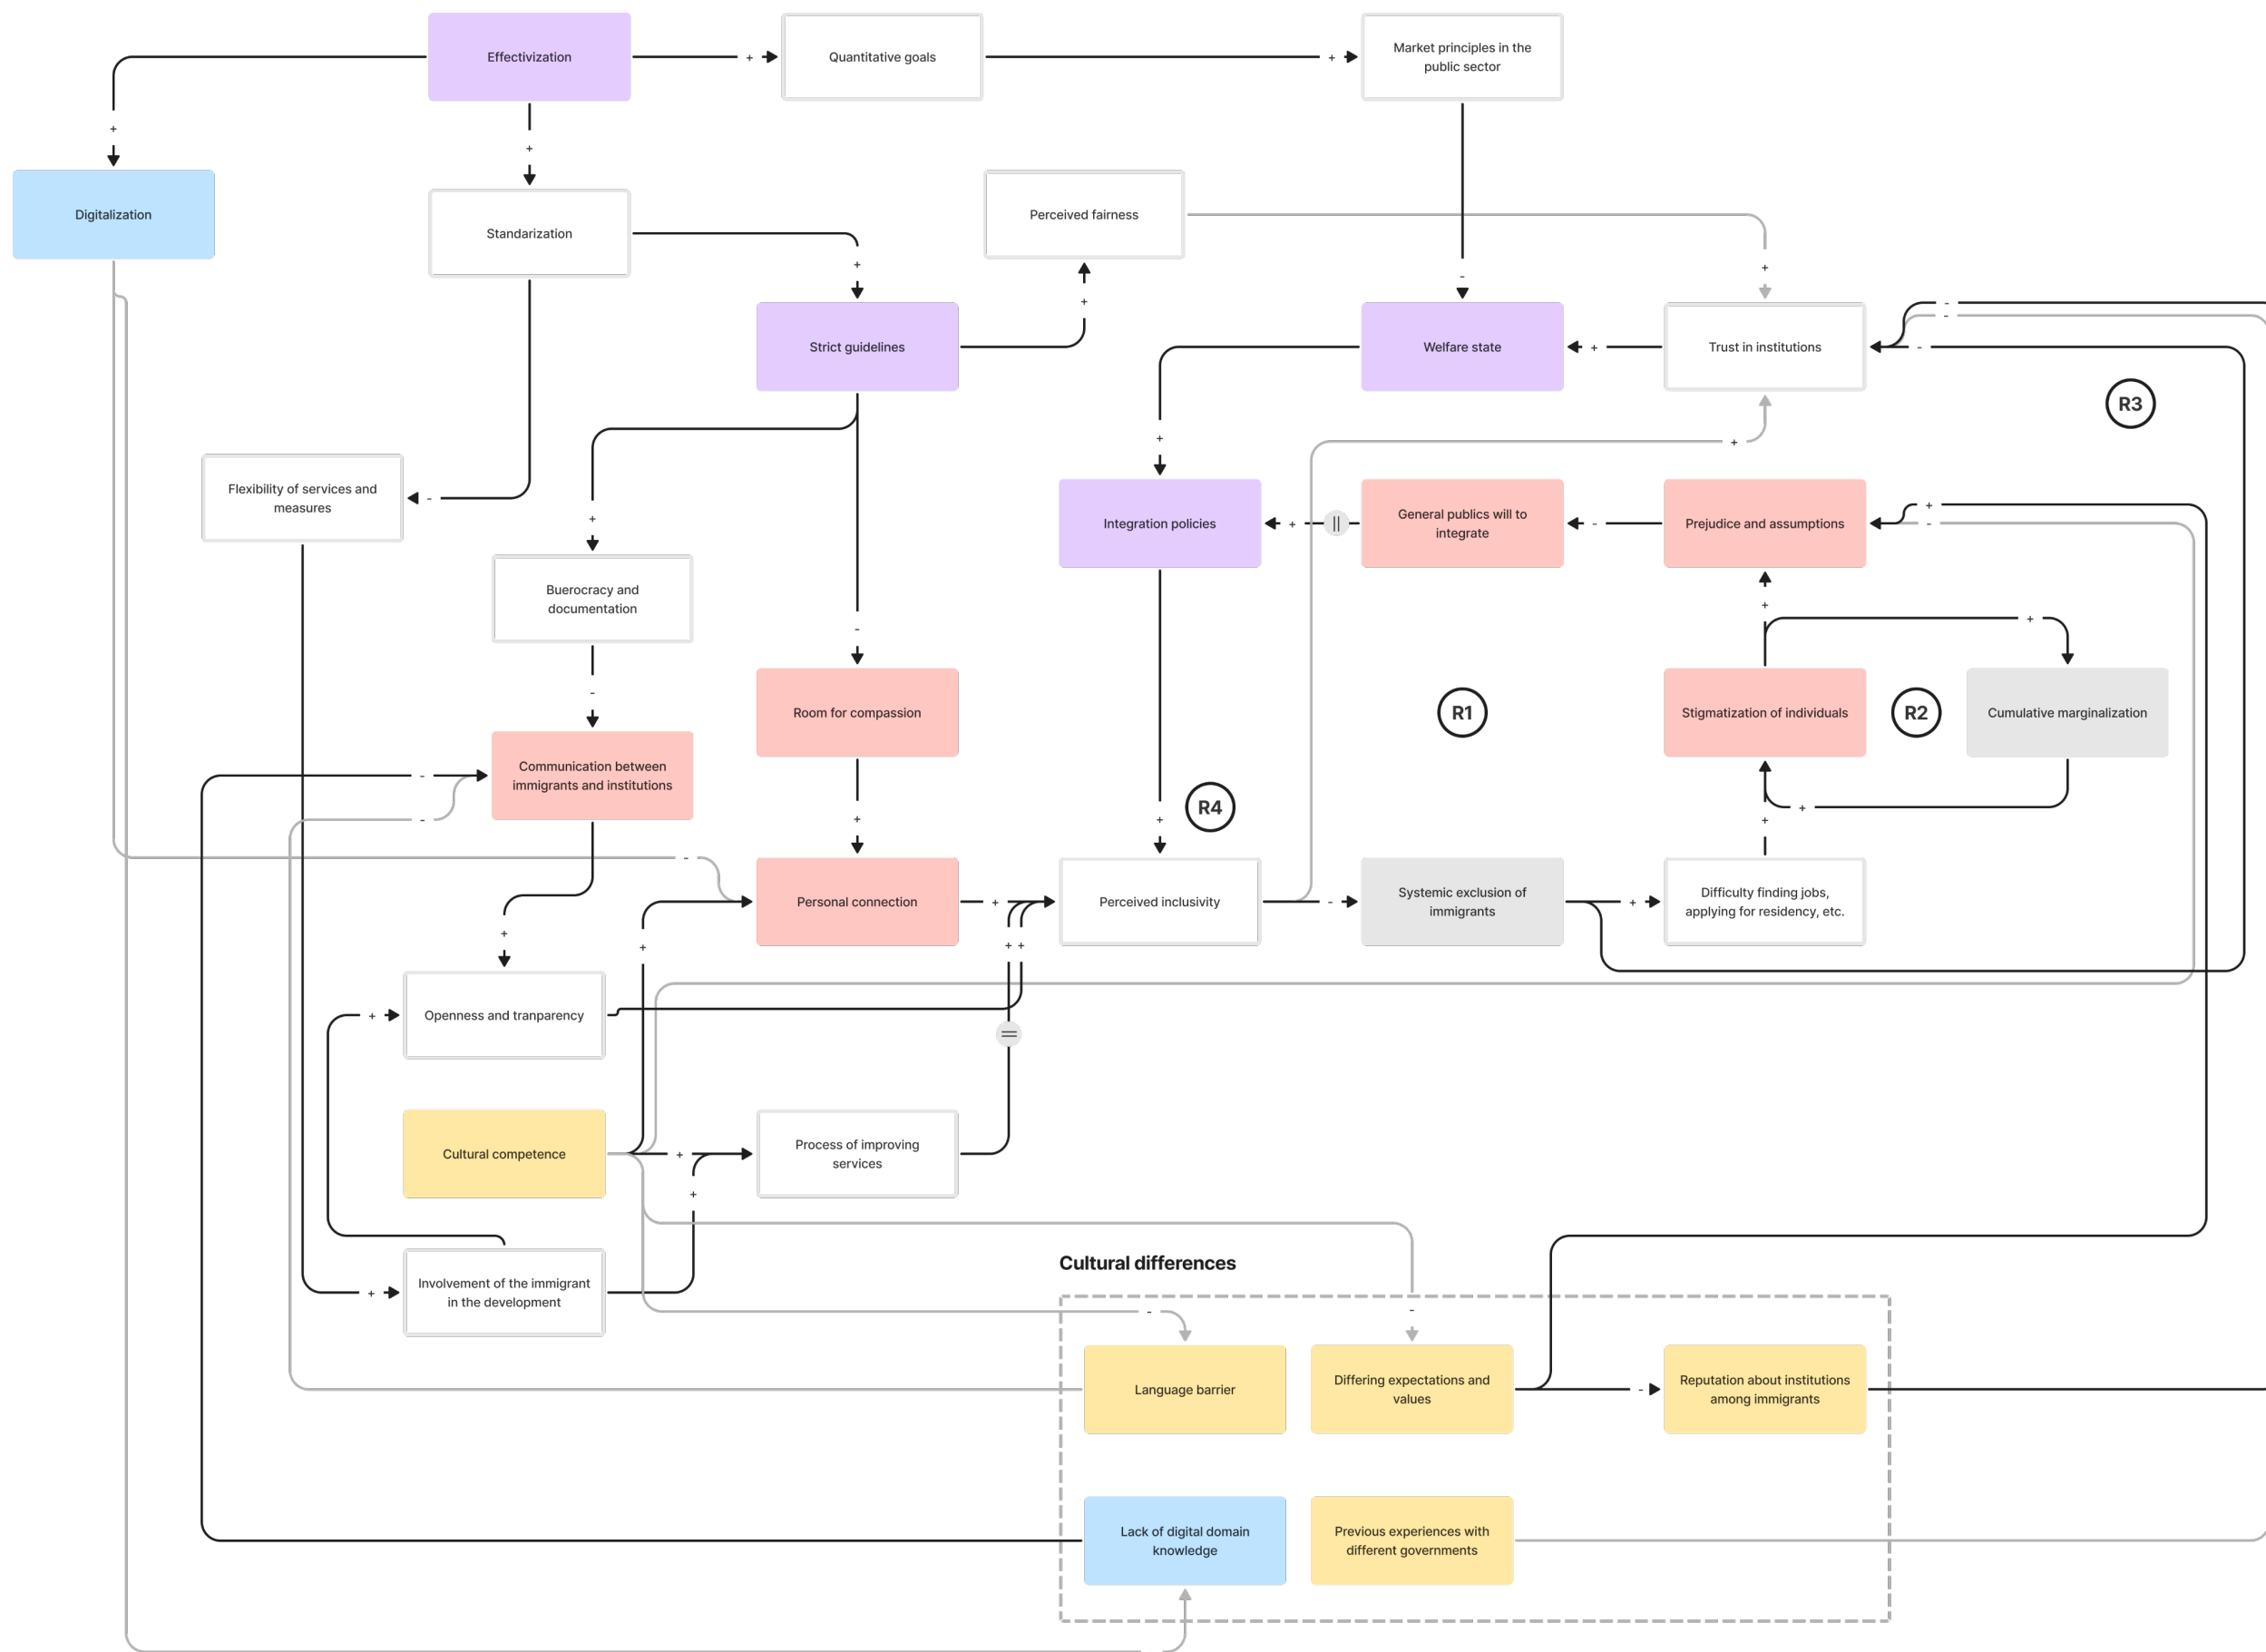 Effectivization
+
Quantitative goals
+
Market principles in the
public sector
+
+
Digitalization
Standarization
Perceived fairness
+
+
+
-
Strict guidelines
Welfare state
+
Trust in institutions
-
-
-
R3
+
+
Flexibility of services and
measures
-
+
Integration policies
+
General publics will to
integrate
-
Prejudice and assumptions
+
-
Buerocracy and
documentation
+
+
-
-
Room for compassion
R1
Stigmatization of individuals
R2
Cumulative marginalization
Communication between
immigrants and institutions
-
-
+
R4
+
+
+
-
Personal connection
+
Perceived inclusivity
-
Systemic exclusion of
immigrants
+
Difficulty finding jobs,
applying for residency, etc.
+
+
+
+
Openness and tranparency
+
Cultural competence
+
Process of improving
services
+
Involvement of the immigrant
in the development
+
Cultural differences
-
-
Language barrier
Differing expectations and
values
-
Reputation about institutions
among immigrants
Lack of digital domain
knowledge
Previous experiences with
different governments